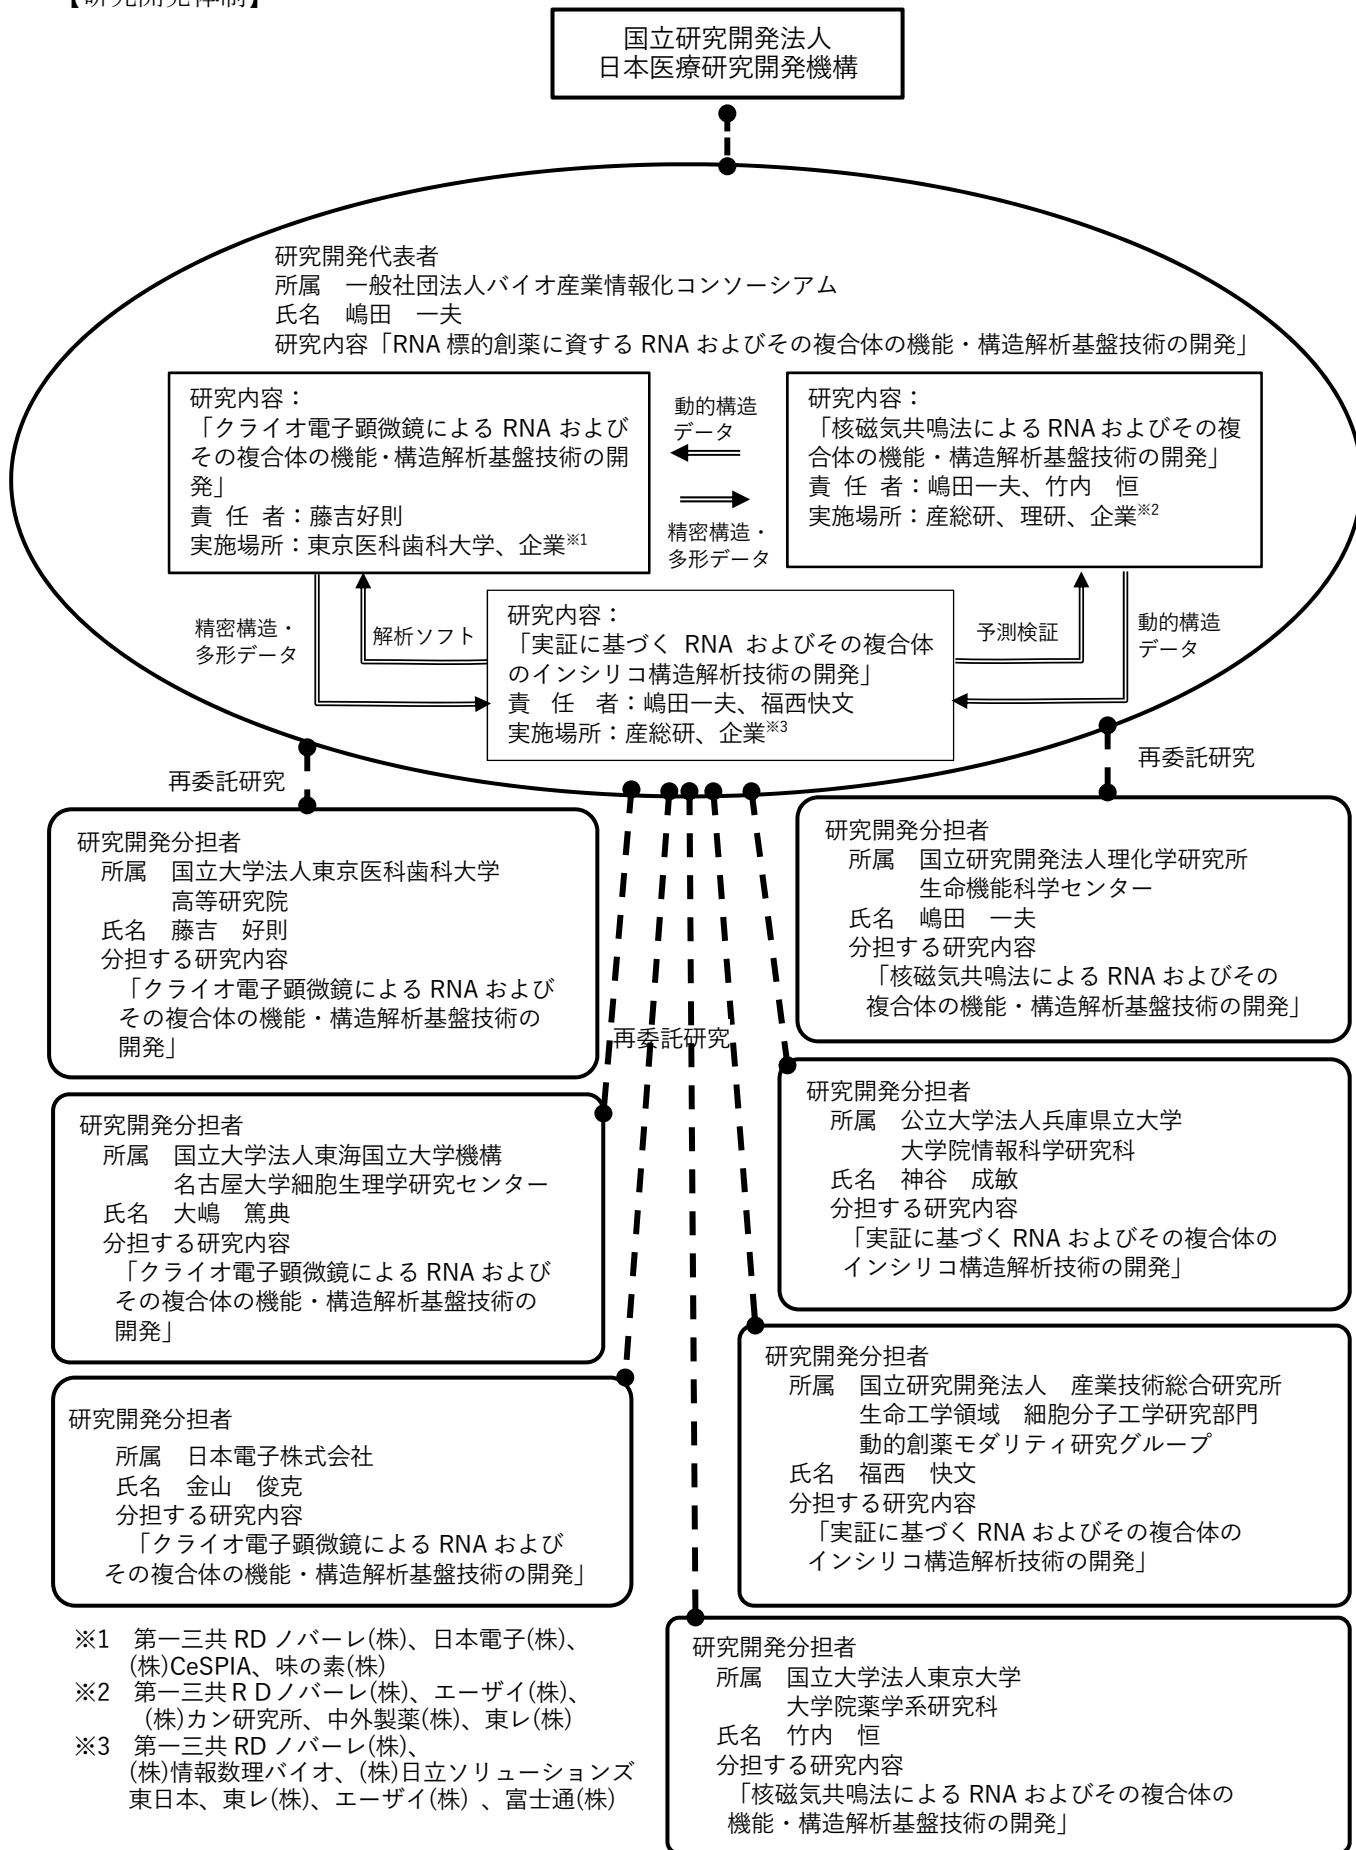 【研究開発体制】
国立研究開発法人
日本医療研究開発機構
研究開発代表者
所属　一般社団法人バイオ産業情報化コンソーシアム
氏名　嶋田　一夫
研究内容「RNA 標的創薬に資する RNA およびその複合体の機能・構造解析基盤技術の開発」
研究内容：
「クライオ電子顕微鏡による RNA および
その複合体の機能・構造解析基盤技術の開
発」
責 任 者：藤吉好則
実施場所：東京医科歯科大学、企業※1
動的構造
データ
精密構造・
多形データ
研究内容：
「核磁気共鳴法による RNA およびその複
合体の機能・構造解析基盤技術の開発」
責 任 者：嶋田一夫、竹内　恒
実施場所：産総研、理研、企業※2
精密構造・
多形データ
解析ソフト
研究内容：
「実証に基づく RNA およびその複合体
のインシリコ構造解析技術の開発」
責　任　者：嶋田一夫、福西快文
実施場所：産総研、企業※3
予測検証
動的構造
データ
再委託研究
再委託研究
研究開発分担者
所属　国立大学法人東京医科歯科大学
高等研究院
氏名　藤吉　好則
分担する研究内容
「クライオ電子顕微鏡による RNA および
その複合体の機能・構造解析基盤技術の
開発」
研究開発分担者
所属　国立研究開発法人理化学研究所
生命機能科学センター
氏名　嶋田　一夫
分担する研究内容
「核磁気共鳴法による RNA およびその
複合体の機能・構造解析基盤技術の開発」
再委託研究
研究開発分担者
所属　国立大学法人東海国立大学機構
名古屋大学細胞生理学研究センター
氏名　大嶋　篤典
分担する研究内容
「クライオ電子顕微鏡による RNA および
その複合体の機能・構造解析基盤技術の
開発」
研究開発分担者
所属　公立大学法人兵庫県立大学
大学院情報科学研究科
氏名　神谷　成敏
分担する研究内容
「実証に基づく RNA およびその複合体の
インシリコ構造解析技術の開発」
研究開発分担者
所属　日本電子株式会社
氏名　金山　俊克
分担する研究内容
「クライオ電子顕微鏡による RNA および
その複合体の機能・構造解析基盤技術の開発」
研究開発分担者
所属　国立研究開発法人　産業技術総合研究所
生命工学領域　細胞分子工学研究部門
動的創薬モダリティ研究グループ
氏名　福西　快文
分担する研究内容
「実証に基づく RNA およびその複合体の
インシリコ構造解析技術の開発」
※1　第一三共 RD ノバーレ(株)、日本電子(株)、
(株)CeSPIA、味の素(株)
※2　第一三共 R D ノバーレ(株)、エーザイ(株)、
(株)カン研究所、中外製薬(株)、東レ(株)
※3　第一三共 RD ノバーレ(株)、
(株)情報数理バイオ、(株)日立ソリューションズ
東日本、東レ(株)、エーザイ(株) 、富士通(株)
研究開発分担者
所属　国立大学法人東京大学
大学院薬学系研究科
氏名　竹内　恒
分担する研究内容
「核磁気共鳴法による RNA およびその複合体の
機能・構造解析基盤技術の開発」